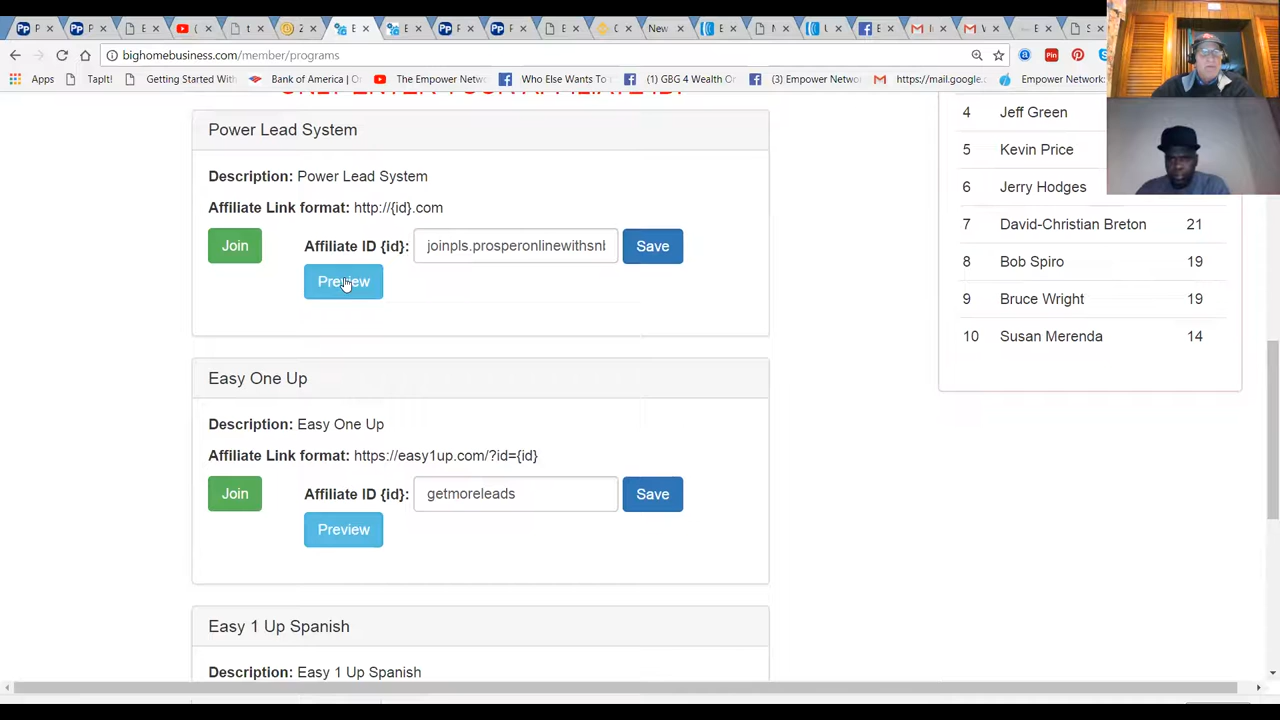 bighomebusiness.com/member/programs
Apps TapIt! Getting Started With Bank of America The Empower Netwo Who Else Wants To (1) GBG 4 Wealth (3) Empower Netwo https://mail.google.c Empower Network:
Power Lead System
Description: Power Lead System
Affiliate Link format: http://{id}.com
Join Affiliate ID {id}: joinpls.prosperonlinewithsnl Save
Preview
Easy One Up
Description: Easy One Up
Affiliate Link format: https://easy1up.com/?id={id}
Join Affiliate ID {id}: getmoreleads Save
Preview
Easy 1 Up Spanish
Description: Easy 1 Up Spanish
4 Jeff Green
5 Kevin Price
6 Jerry Hodges
7 David-Christian Breton 21
8 Bob Spiro 19
9 Bruce Wright 19
10 Susan Merenda 14